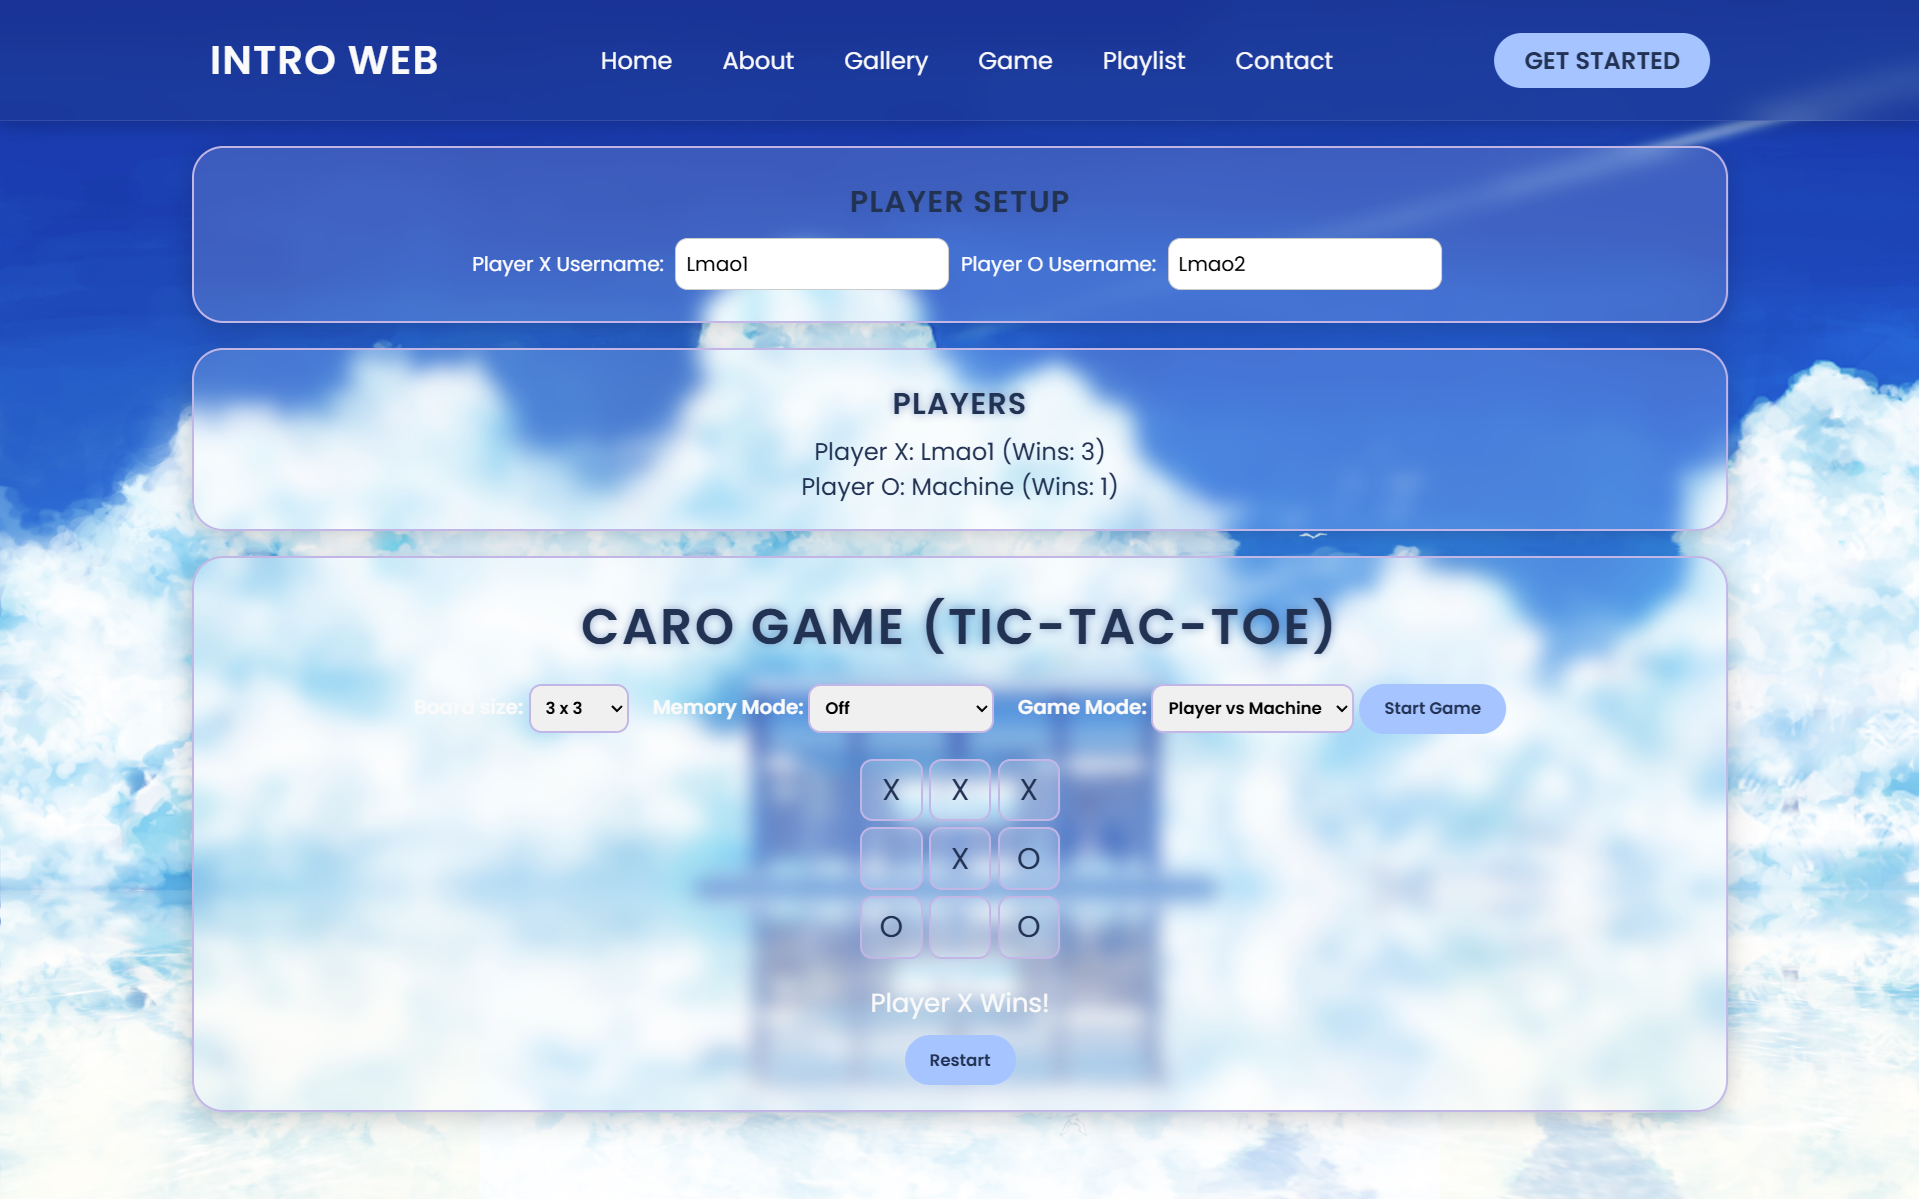 INTRO WEB Home About Gallery Game Playlist Contact GET STARTED
PLAYER SETUP
Player X Username: Lmao1 Player O Username: Lmao2
PLAYERS
Player X: Lmao1 (Wins: 3)
Player O: Machine (Wins: 1)
CARO GAME (TIC-TAC-TOE)
Board size: 3 x 3 Memory Mode: Off Game Mode: Player vs Machine Start Game
X X X
X O
O O
Player X Wins!
Restart